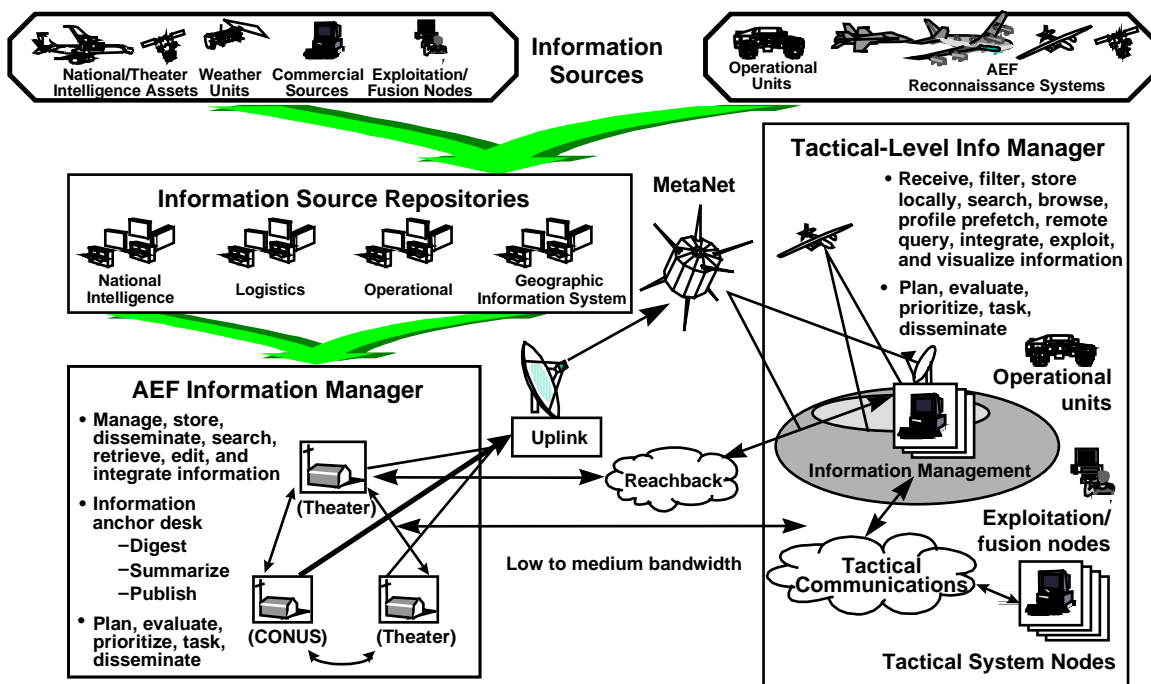 National/Theater
Intelligence Assets
Weather
Units
Commercial
Sources
Exploitation/
Fusion Nodes
Information
Sources
Operational
Units
AEF
Reconnaissance Systems
Information Source Repositories
National
Intelligence
Logistics
Operational
Geographic
Information System
MetaNet
Tactical-Level Info Manager
• Receive, filter, store
locally, search, browse,
profile prefetch, remote
query, integrate, exploit,
and visualize information
• Plan, evaluate,
prioritize, task,
disseminate
Operational
units
Information Management
Exploitation/
fusion nodes
Tactical
Communications
Tactical System Nodes
AEF Information Manager
• Manage, store,
disseminate, search,
retrieve, edit, and
integrate information
• Information
anchor desk
–Digest
–Summarize
–Publish
• Plan, evaluate,
prioritize, task,
disseminate
(Theater)
(CONUS)
(Theater)
Uplink
Reachback
Low to medium bandwidth